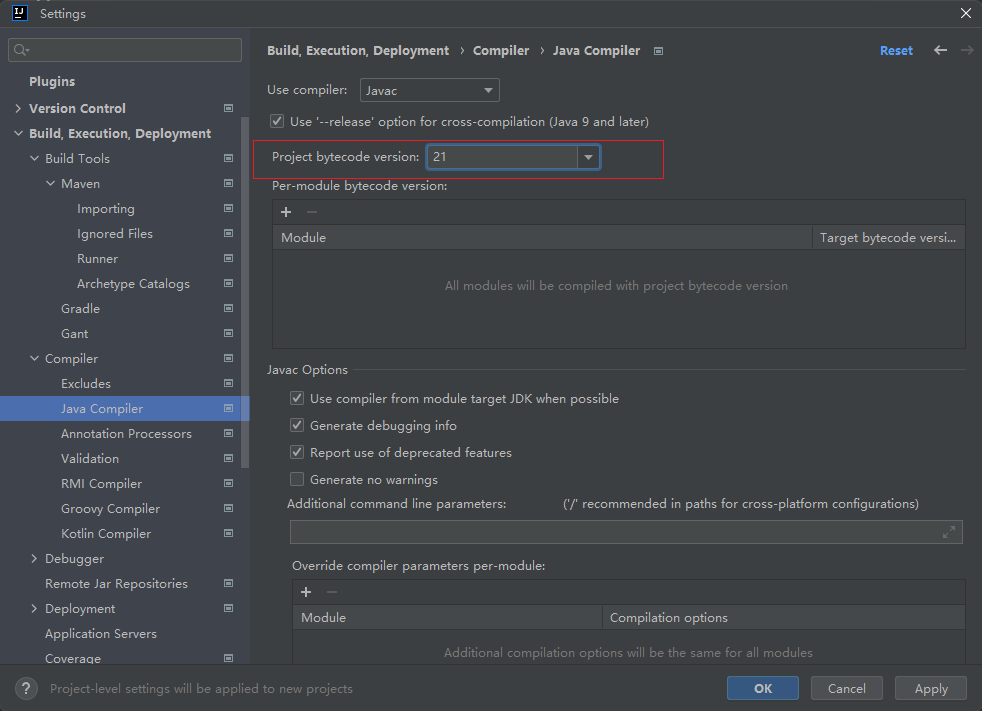 Settings
Plugins
Version Control
Build, Execution, Deployment
Build Tools
Maven
Importing
Ignored Files
Runner
Archetype Catalogs
Gradle
Gant
Compiler
Excludes
Java Compiler
Annotation Processors
Validation
RMI Compiler
Groovy Compiler
Kotlin Compiler
Debugger
Remote Jar Repositories
Deployment
Application Servers
Coverage
Build, Execution, Deployment › Compiler › Java Compiler
Reset
Use compiler: Javac
Use '--release' option for cross-compilation (Java 9 and later)
Project bytecode version: 21
Per-module bytecode version:
Module Target bytecode versi...
All modules will be compiled with project bytecode version
Javac Options
Use compiler from module target JDK when possible
Generate debugging info
Report use of deprecated features
Generate no warnings
Additional command line parameters: ('/' recommended in paths for cross-platform configurations)
Override compiler parameters per-module:
Module Compilation options
Additional compilation options will be the same for all modules
? Project-level settings will be applied to new projects
OK Cancel Apply